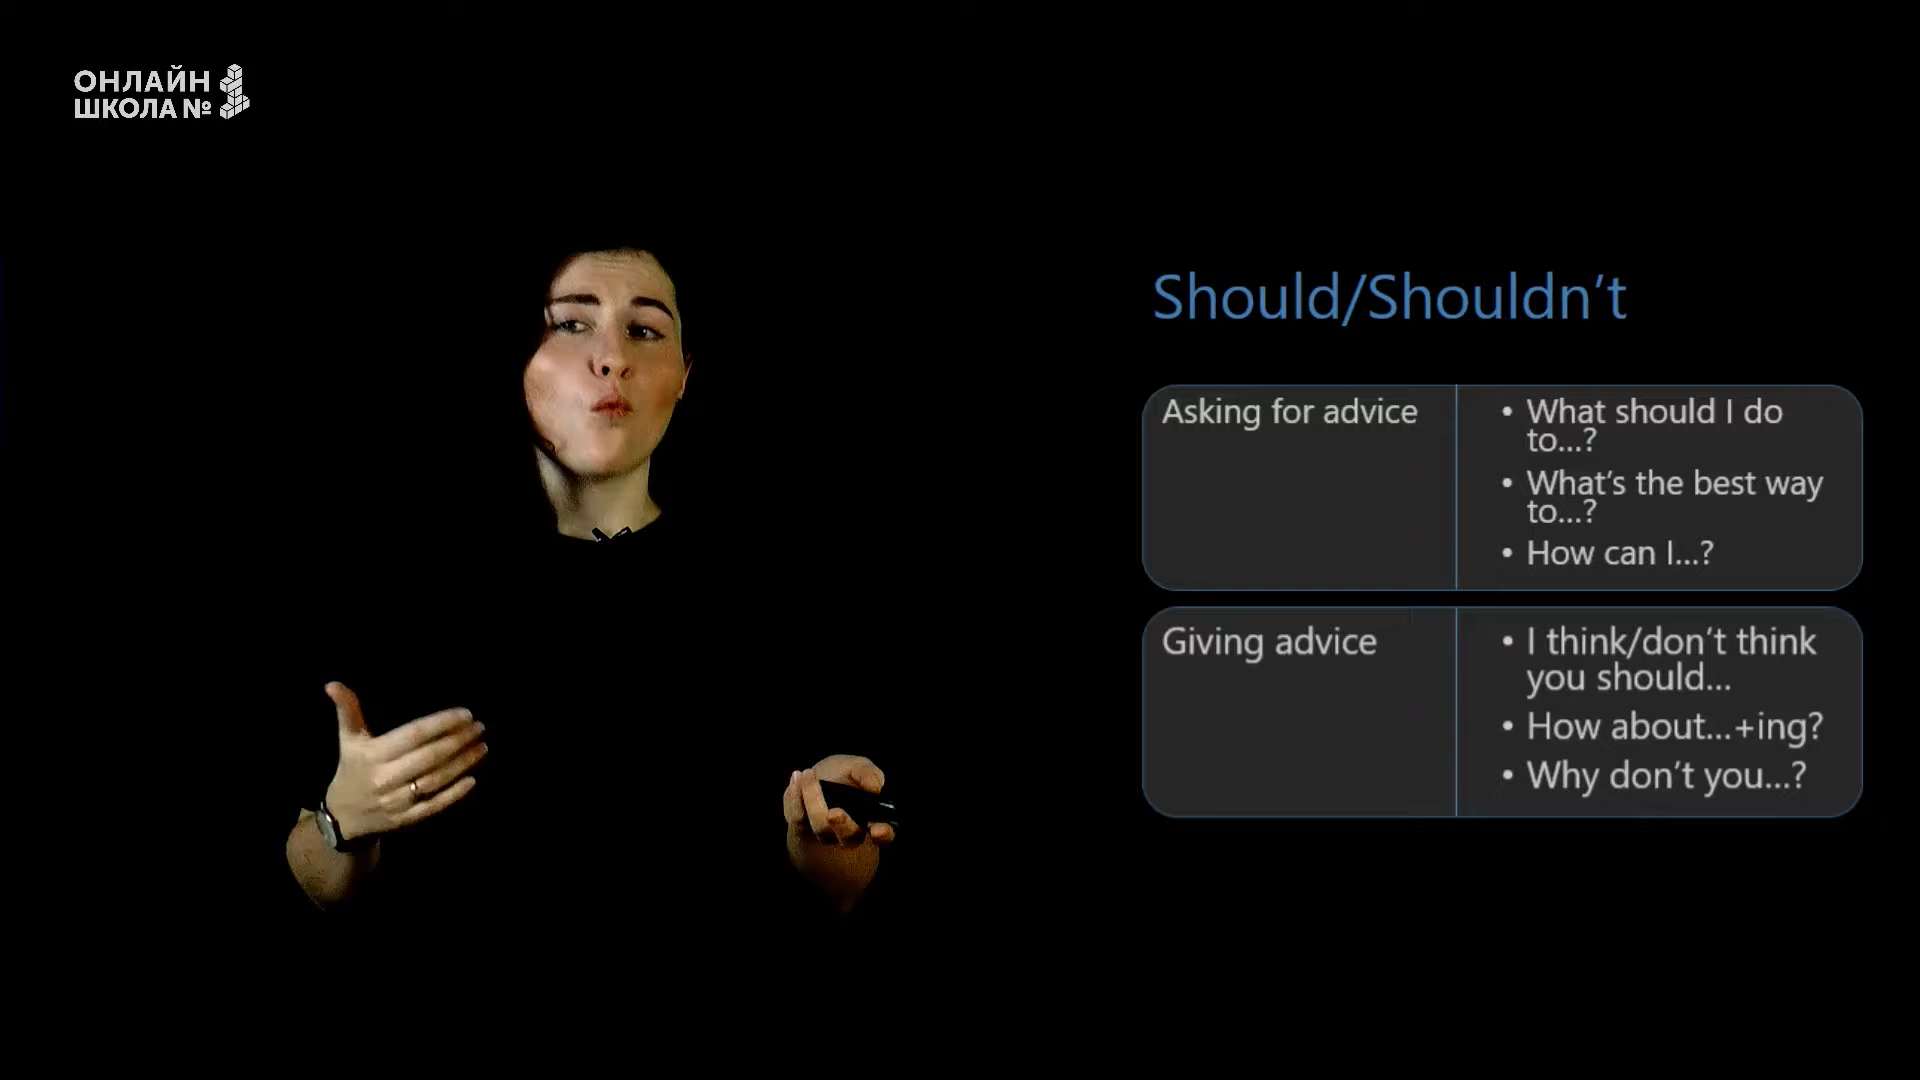 ОНЛАЙН
ШКОЛА №1
Should/Shouldn't
Asking for advice
• What should I do
to...?
• What's the best way
to...?
• How can I...?
Giving advice
• I think/don't think
you should...
• How about...+ing?
• Why don't you...?